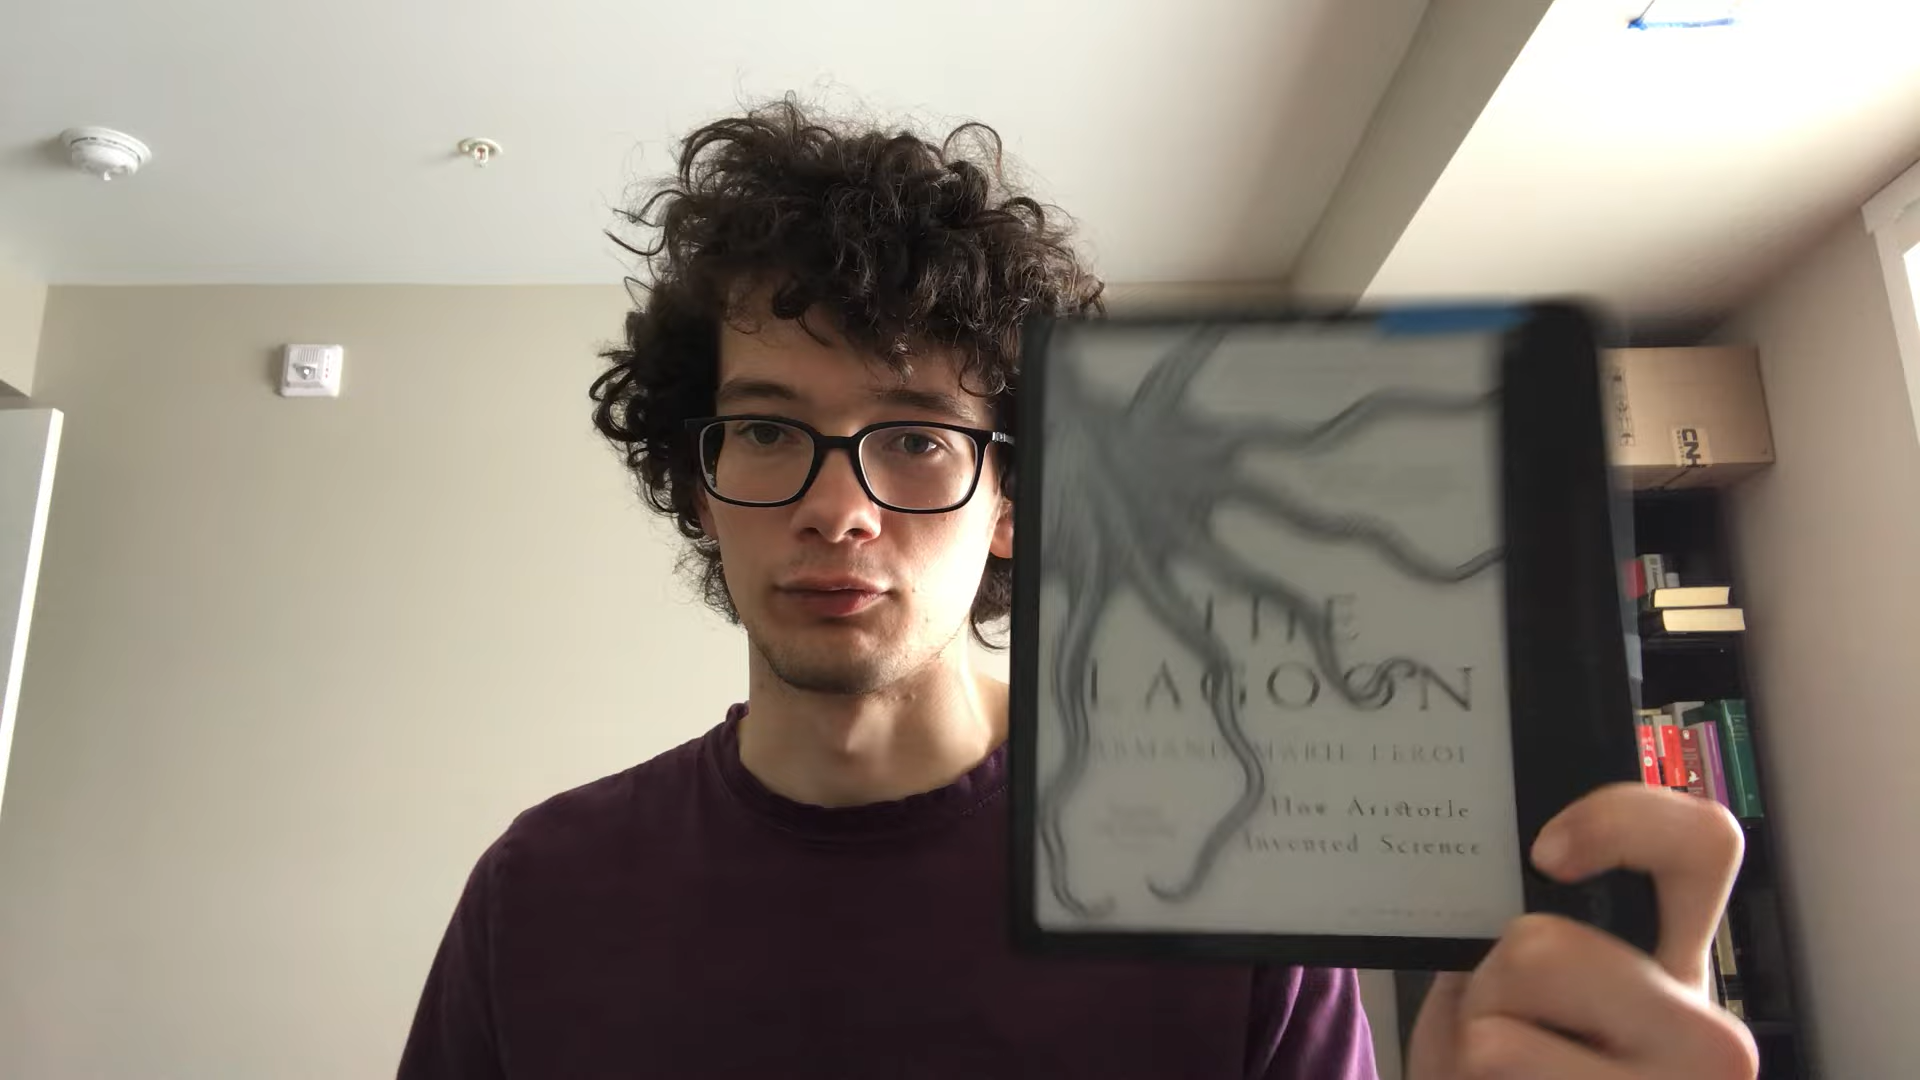 THE
LAGOON
ARMAND MARIE LEROI
How Aristotle
Invented Science